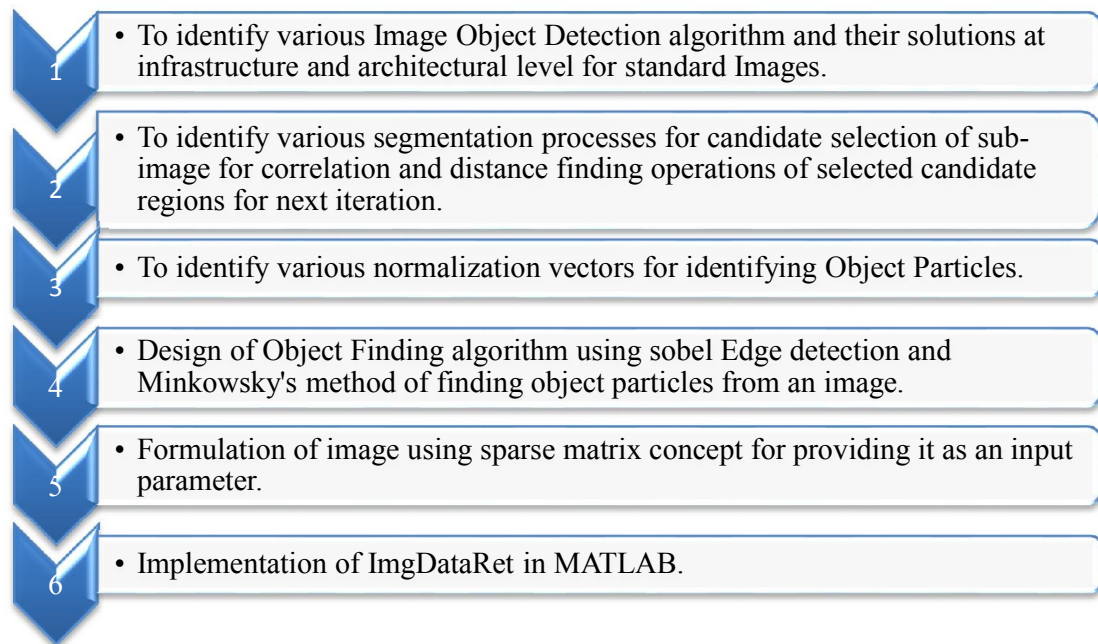 1
• To identify various Image Object Detection algorithm and their solutions at
infrastructure and architectural level for standard Images.
2
• To identify various segmentation processes for candidate selection of sub-
image for correlation and distance finding operations of selected candidate
regions for next iteration.
3
• To identify various normalization vectors for identifying Object Particles.
4
• Design of Object Finding algorithm using sobel Edge detection and
Minkowsky's method of finding object particles from an image.
5
• Formulation of image using sparse matrix concept for providing it as an input
parameter.
6
• Implementation of ImgDataRet in MATLAB.